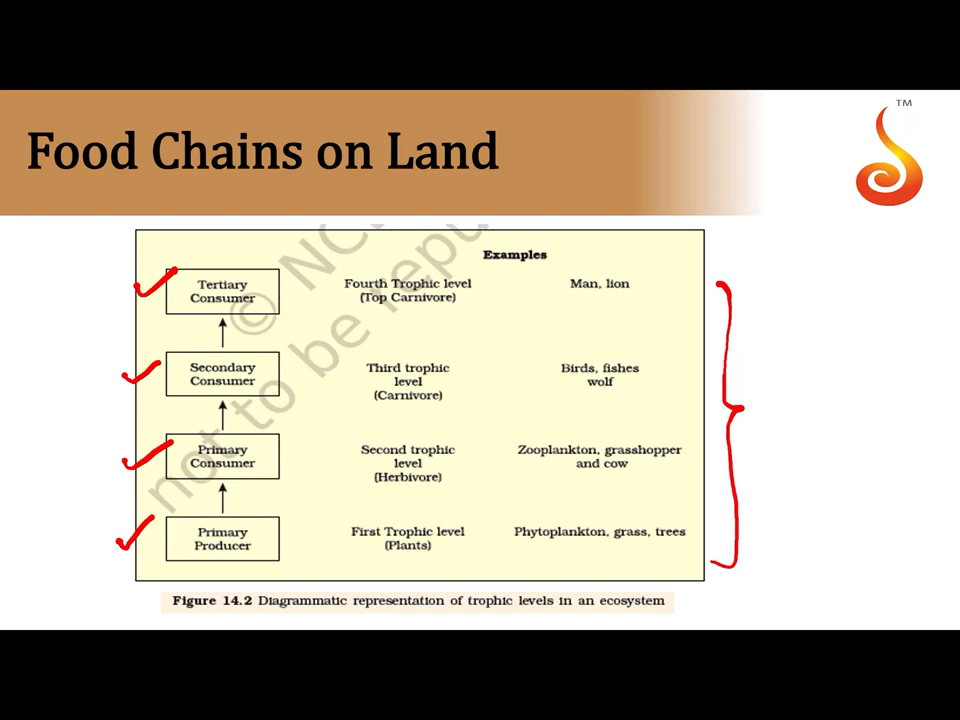 TM
Food Chains on Land
© NC
not to be repu
Examples
Tertiary
Consumer
Fourth Trophic level
(Top Carnivore)
Man, lion
Secondary
Consumer
Third trophic
level
(Carnivore)
Birds, fishes
wolf
Primary
Consumer
Second trophic
level
(Herbivore)
Zooplankton, grasshopper
and cow
Primary
Producer
First Trophic level
(Plants)
Phytoplankton, grass, trees
Figure 14.2 Diagrammatic representation of trophic levels in an ecosystem